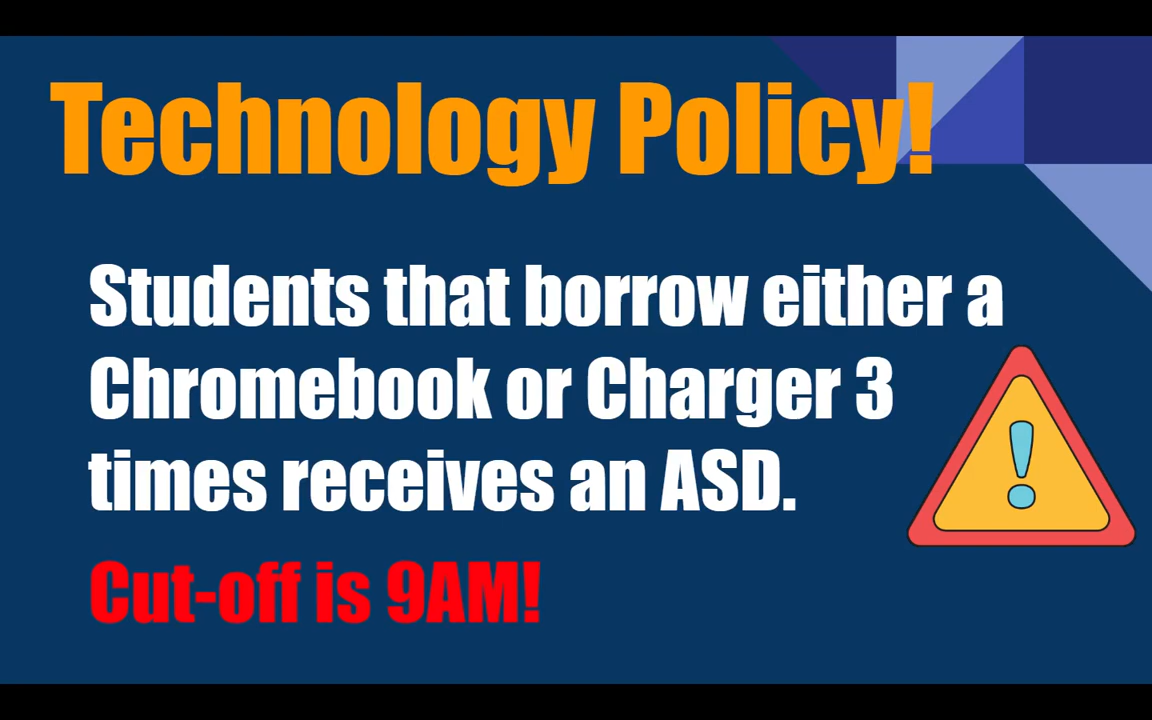 Technology Policy!
Students that borrow either a
Chromebook or Charger 3
times receives an ASD.
Cut-off is 9AM!